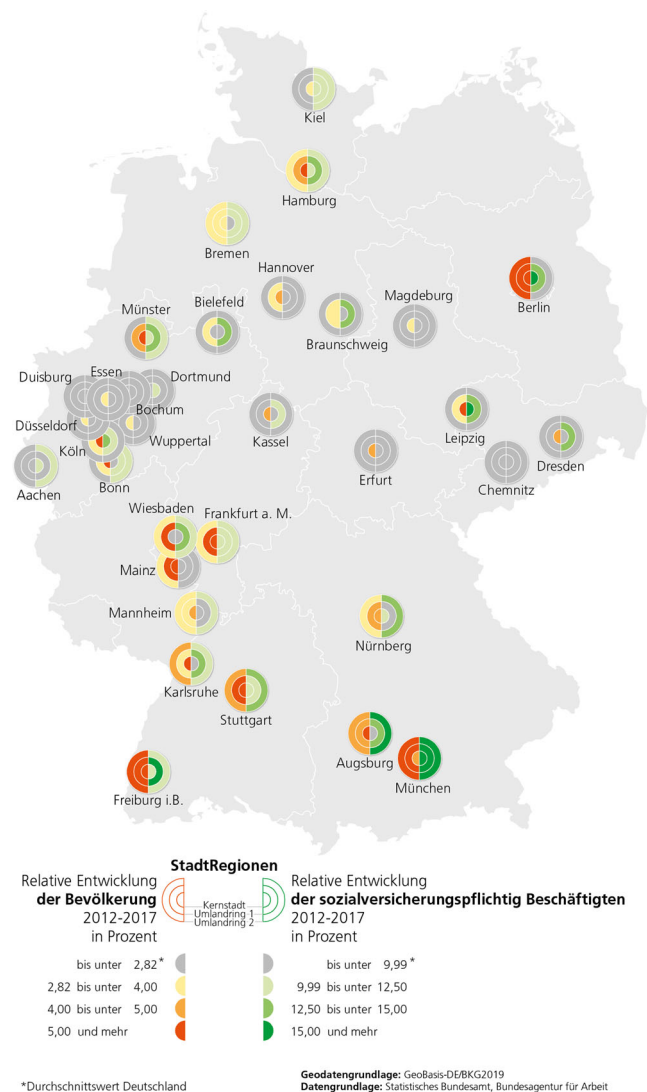 Kiel
Hamburg
Bremen
Hannover
Berlin
Magdeburg
Bielefeld
Münster
Braunschweig
Essen
Duisburg
Dortmund
Bochum
Düsseldorf
Wuppertal
Köln
Kassel
Leipzig
Dresden
Erfurt
Chemnitz
Aachen
Bonn
Wiesbaden
Frankfurt a. M.
Mainz
Mannheim
Nürnberg
Karlsruhe
Stuttgart
Augsburg
München
Freiburg i.B.
StadtRegionen
Relative Entwicklung
der Bevölkerung
2012-2017
in Prozent
Kernstadt
Umlandring 1
Umlandring 2
Relative Entwicklung
der sozialversicherungspflichtig Beschäftigten
2012-2017
in Prozent
bis unter 2,82 *
2,82 bis unter 4,00
4,00 bis unter 5,00
5,00 und mehr
bis unter 9,99 *
9,99 bis unter 12,50
12,50 bis unter 15,00
15,00 und mehr
*Durchschnittswert Deutschland
Geodatengrundlage: GeoBasis-DE/BKG2019
Datengrundlage: Statistisches Bundesamt, Bundesagentur für Arbeit